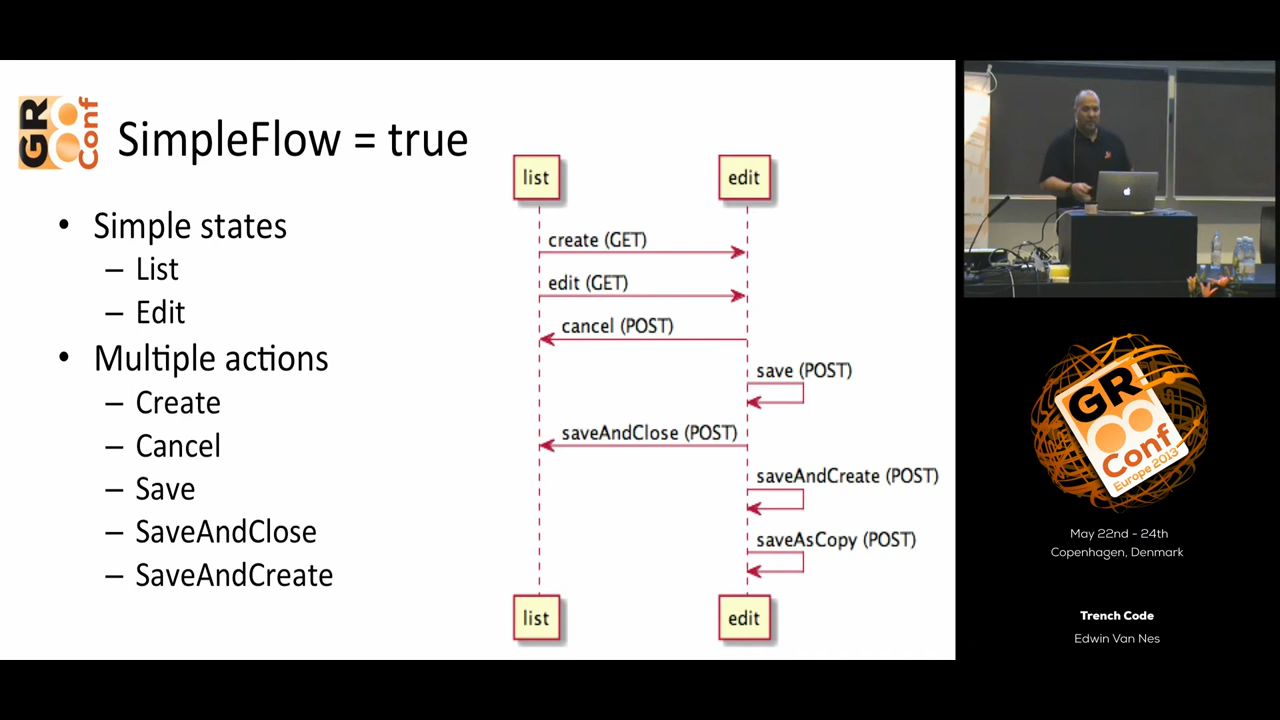 GR
Conf
SimpleFlow = true
• Simple states
– List
– Edit
• Multiple actions
– Create
– Cancel
– Save
– SaveAndClose
– SaveAndCreate
list
edit
create (GET)
edit (GET)
cancel (POST)
save (POST)
saveAndClose (POST)
saveAndCreate (POST)
saveAsCopy (POST)
list
edit
GR
Conf
Europe 2013
May 22nd - 24th
Copenhagen, Denmark
Trench Code
Edwin Van Nes